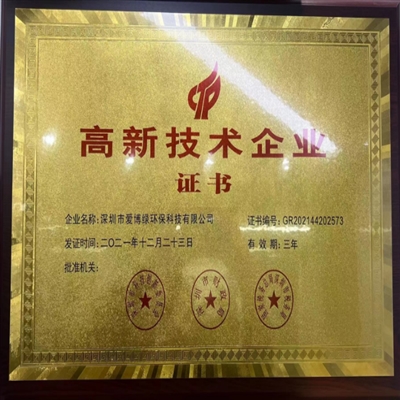 高新技术企业
证书
企业名称:深圳市爱博绿环保科技有限公司 证书编号:GR202144202573
发证时间:二〇二一年十二月二十三日 有效期:三年
批准机关: